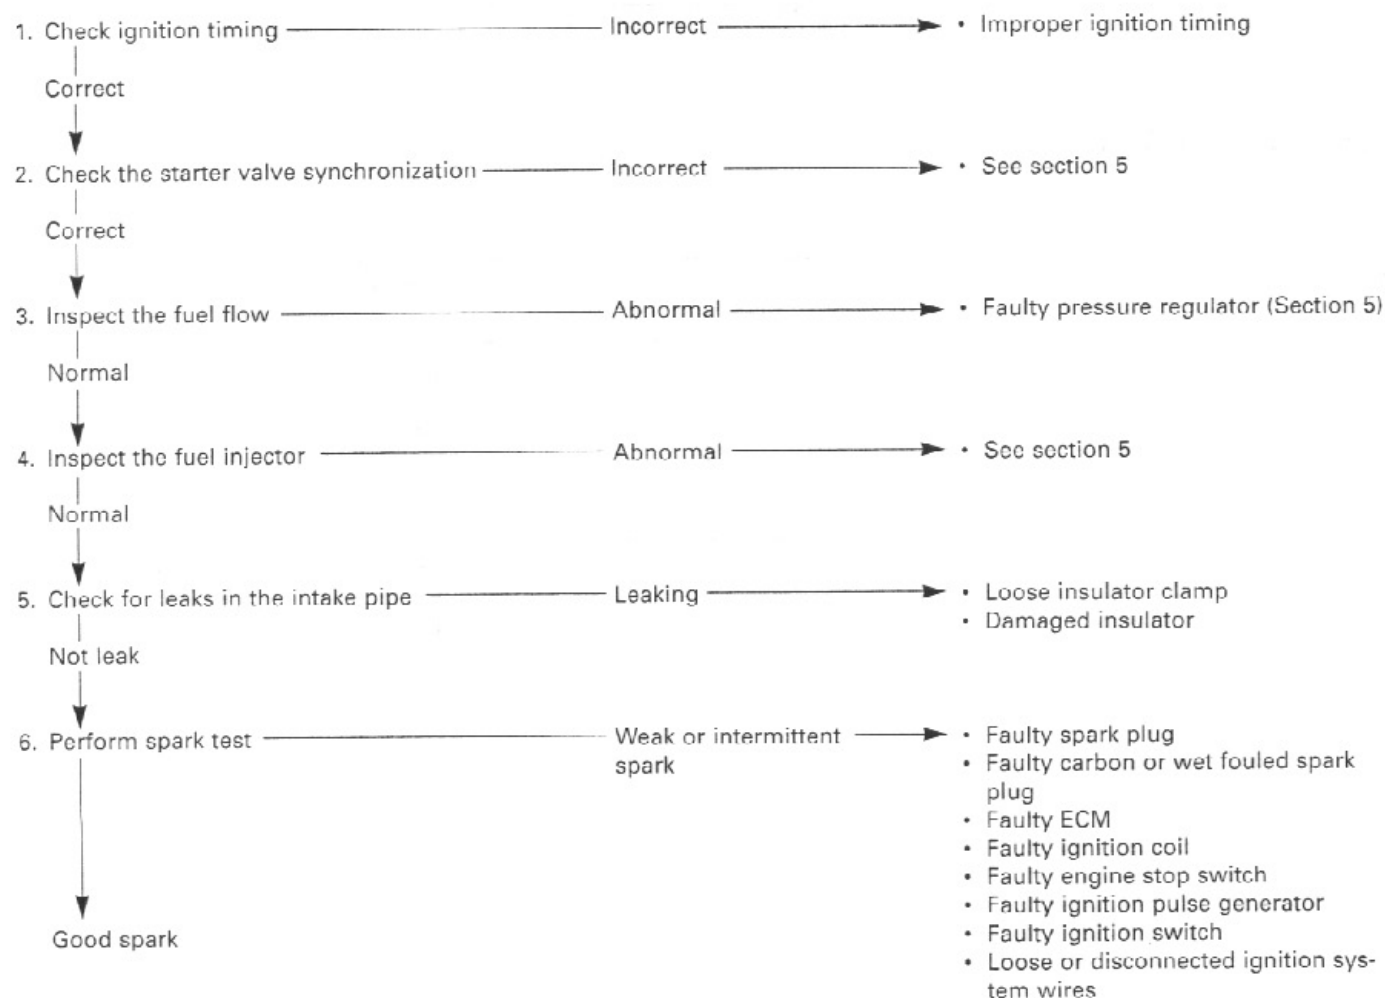 1. Check ignition timing Incorrect • Improper ignition timing
Correct
2. Check the starter valve synchronization Incorrect • See section 5
Correct
3. Inspect the fuel flow Abnormal • Faulty pressure regulator (Section 5)
Normal
4. Inspect the fuel injector Abnormal • See section 5
Normal
5. Check for leaks in the intake pipe Leaking • Loose insulator clamp
• Damaged insulator
Not leak
6. Perform spark test Weak or intermittent • Faulty spark plug
spark • Faulty carbon or wet fouled spark
plug
• Faulty ECM
• Faulty ignition coil
• Faulty engine stop switch
• Faulty ignition pulse generator
Good spark • Faulty ignition switch
• Loose or disconnected ignition sys-
tem wires